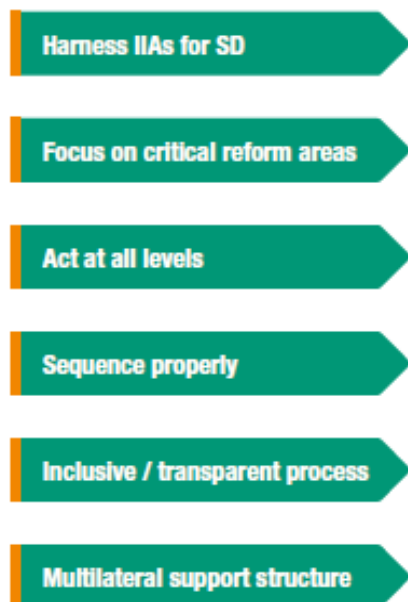 Harness IIAs for SD
Focus on critical reform areas
Act at all levels
Sequence properly
Inclusive / transparent process
Multilateral support structure